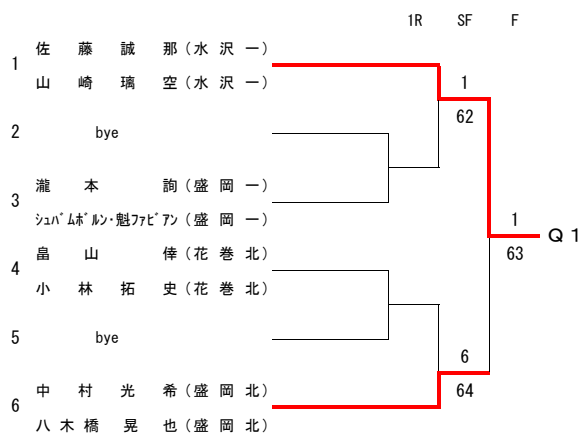 1R SF F
1 佐藤誠那(水沢一)
山崎璃空(水沢一)
1
62
2 bye
3 瀧本詢(盛岡一)
シュバムボルン・魁ファビアン(盛岡一)
1
63
Q1
4 畠山倖(花巻北)
小林拓史(花巻北)
5 bye
6
64
6 中村光希(盛岡北)
八木橋晃也(盛岡北)